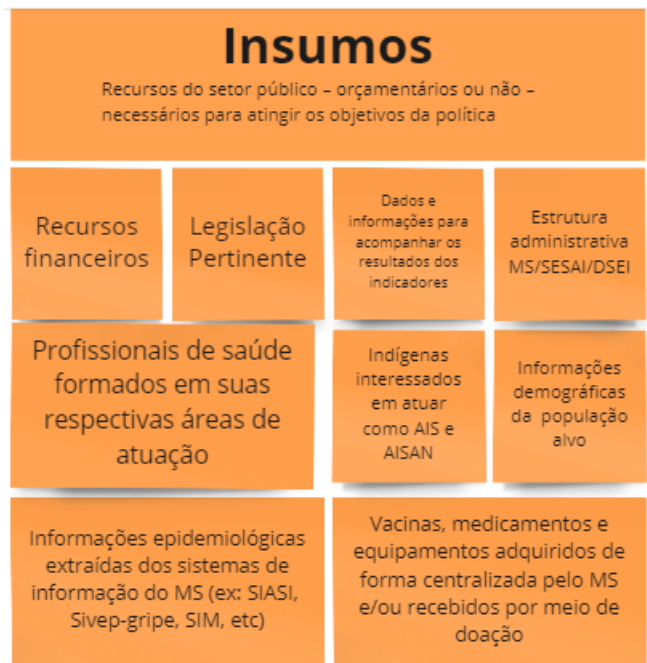 Insumos
Recursos do setor público – orçamentários ou não –
necessários para atingir os objetivos da política
Recursos
financeiros
Legislação
Pertinente
Dados e
informações para
acompanhar os
resultados dos
indicadores
Estrutura
administrativa
MS/SESAI/DSEI
Profissionais de saúde
formados em suas
respectivas áreas de
atuação
Indígenas
interessados
em atuar
como AIS e
AISAN
Informações
demográficas
da população
alvo
Informações epidemiológicas
extraídas dos sistemas de
informação do MS (ex: SIASI,
Sivep-gripe, SIM, etc)
Vacinas, medicamentos e
equipamentos adquiridos de
forma centralizada pelo MS
e/ou recebidos por meio de
doação